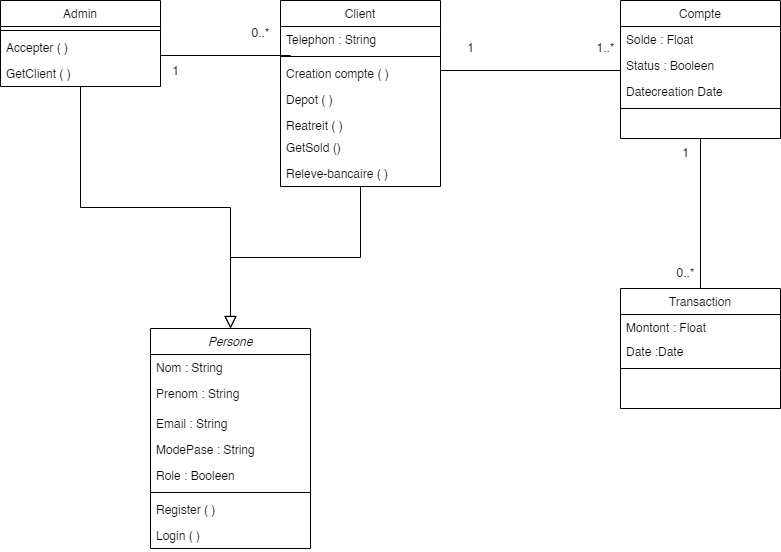 Admin
Accepter ( )
GetClient ( )
1
0..*
Client
Telephon : String
Creation compte ( )
Depot ( )
Reatreit ( )
GetSold ()
Releve-bancaire ( )
1
1..*
Compte
Solde : Float
Status : Booleen
Datecreation Date
1
0..*
Transaction
Montont : Float
Date :Date
Persone
Nom : String
Prenom : String
Email : String
ModePase : String
Role : Booleen
Register ( )
Login ( )